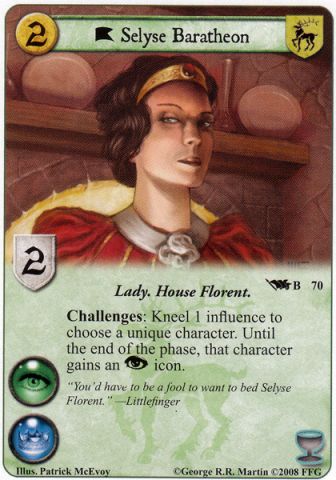 2
Selyse Baratheon
2
Lady. House Florent.
B 70
Challenges: Kneel 1 influence to
choose a unique character. Until
the end of the phase, that character
gains an icon.
"You'd have to be a fool to want to bed Selyse
Florent." —Littlefinger
Illus. Patrick McEvoy
©George R.R. Martin ©2008 FFG